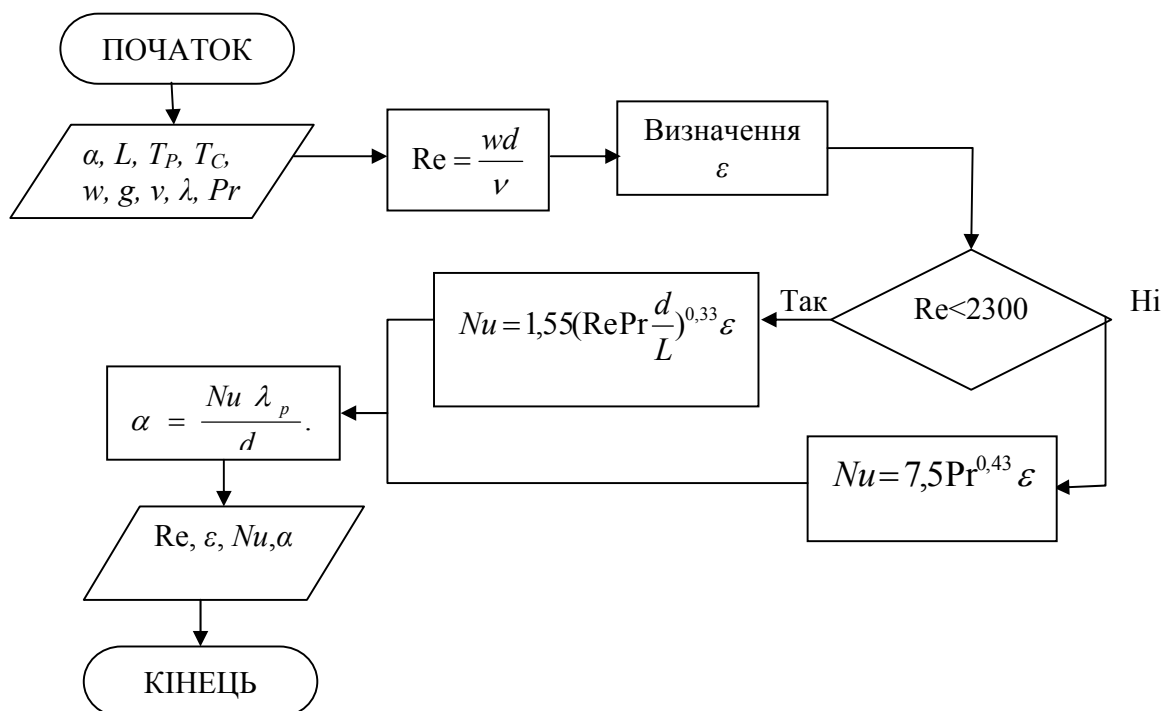 ПОЧАТОК
α, L, T_P, T_C,
w, g, ν, λ, Pr
Re = wd/ν
Визначення
ε
Re<2300
Так
Ні
Nu = 1,55(RePr d/L)^0,33 ε
Nu = 7,5Pr^0,43 ε
α = Nu λ_p/d.
Re, ε, Nu,α
КІНЕЦЬ